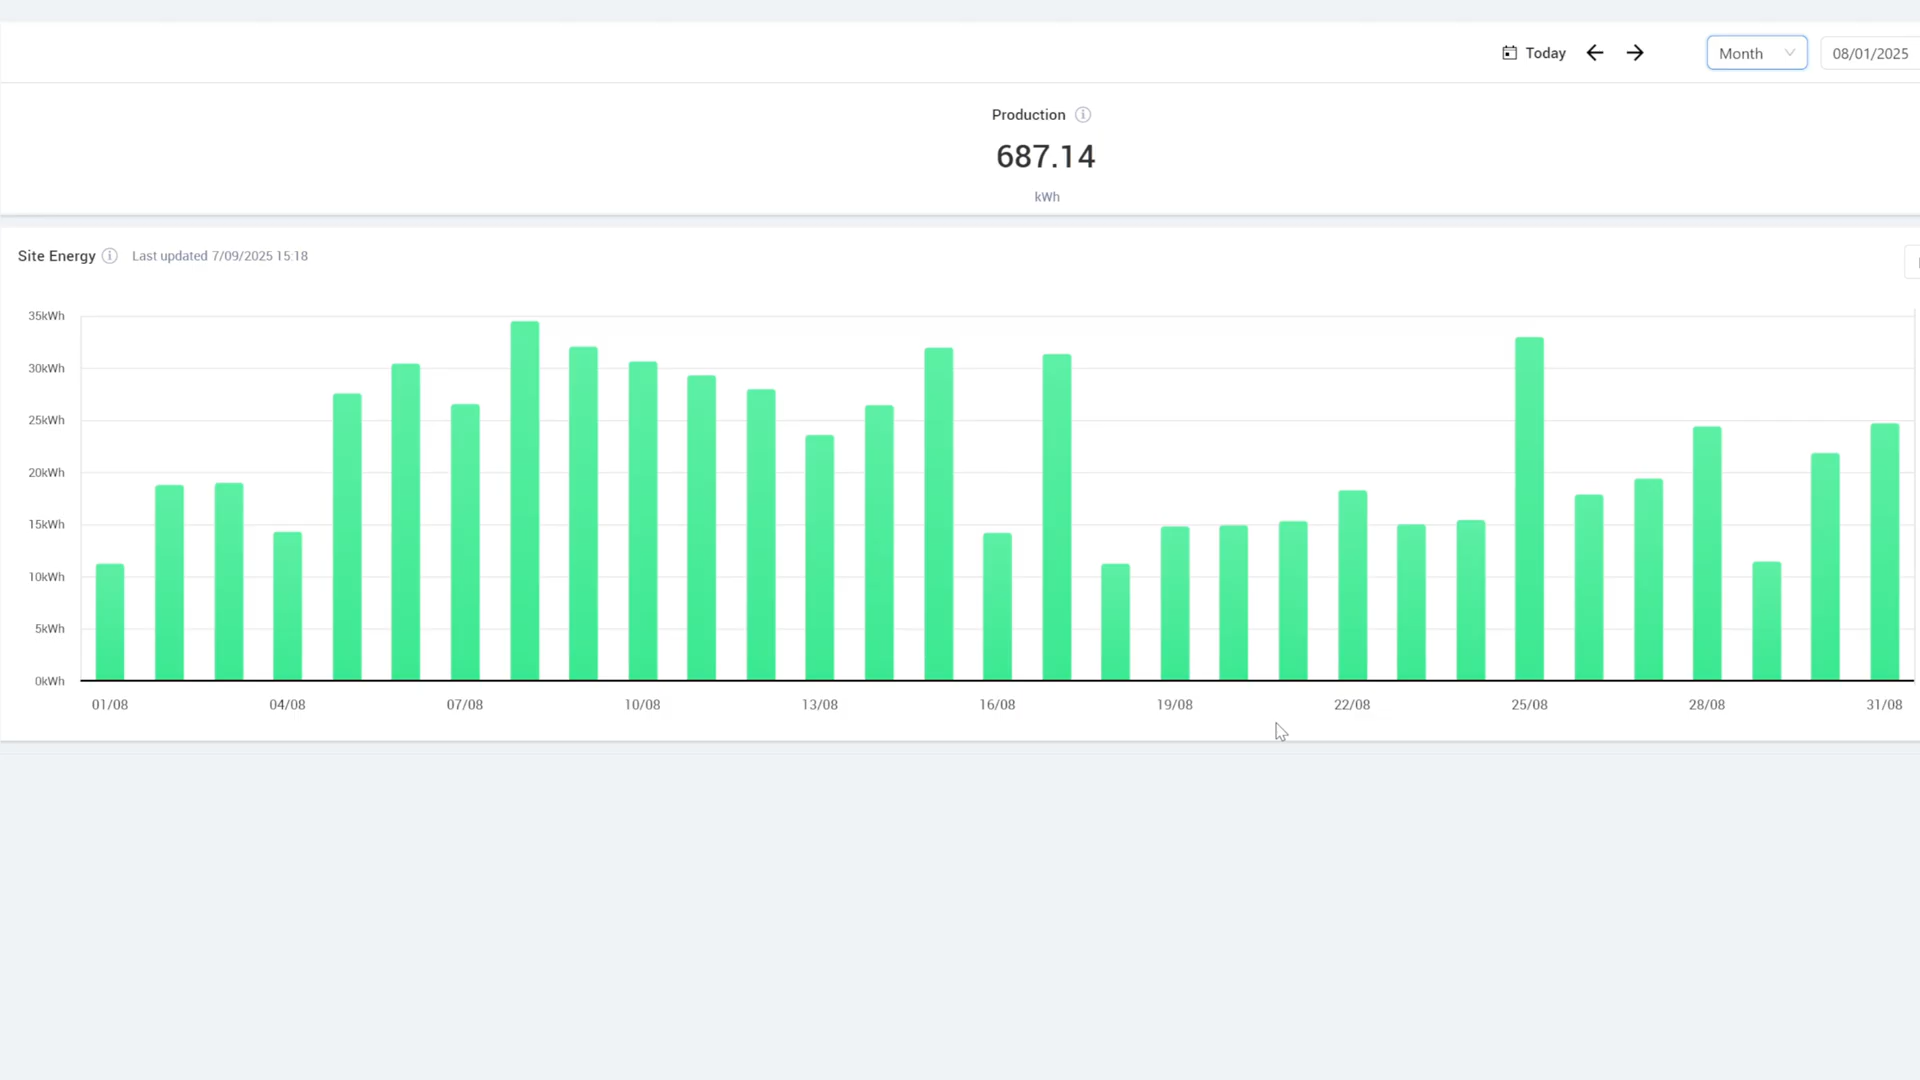 Today
Month
08/01/2025
Production
687.14
kWh
Site Energy
Last updated 7/09/2025 15:18
35kWh
30kWh
25kWh
20kWh
15kWh
10kWh
5kWh
0kWh
01/08 04/08 07/08 10/08 13/08 16/08 19/08 22/08 25/08 28/08 31/08